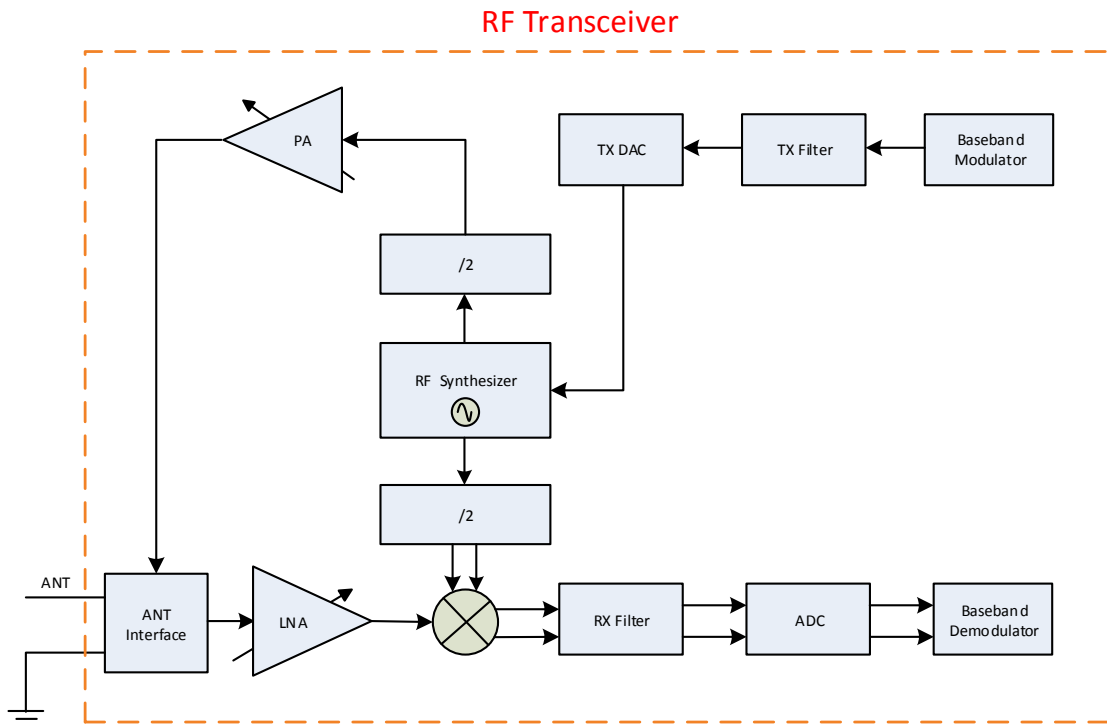 RF Transceiver
PA
TX DAC
TX Filter
Baseband
Modulator
/2
RF Synthesizer
/2
ANT
ANT
Interface
LNA
RX Filter
ADC
Baseband
Demodulator